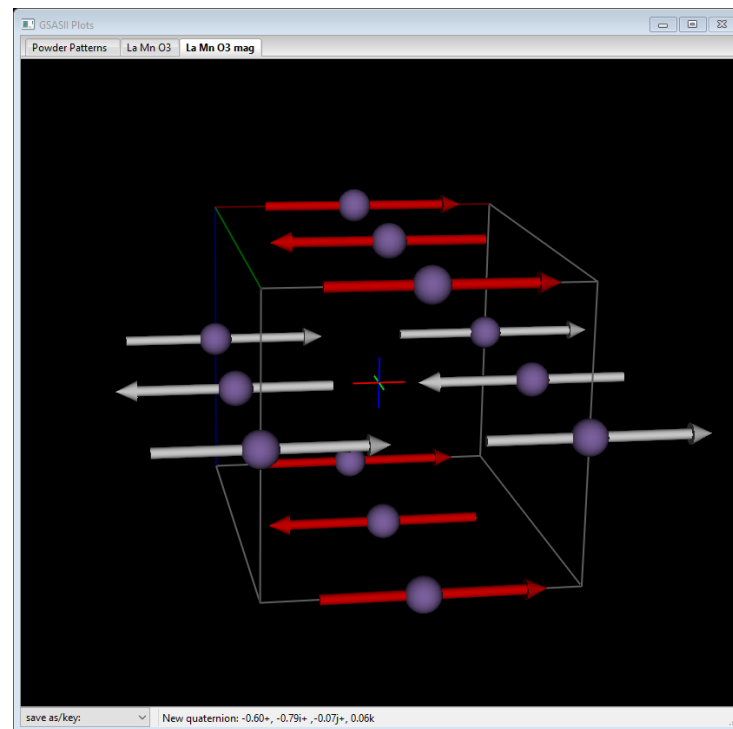 GSASII Plots
Powder Patterns La Mn O3 La Mn O3 mag
save as/key: New quaternion: -0.60+, -0.79i+ ,-0.07j+, 0.06k